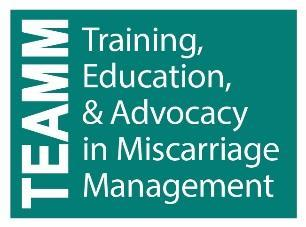 TEAMM
Training,
Education,
& Advocacy
in Miscarriage
Management